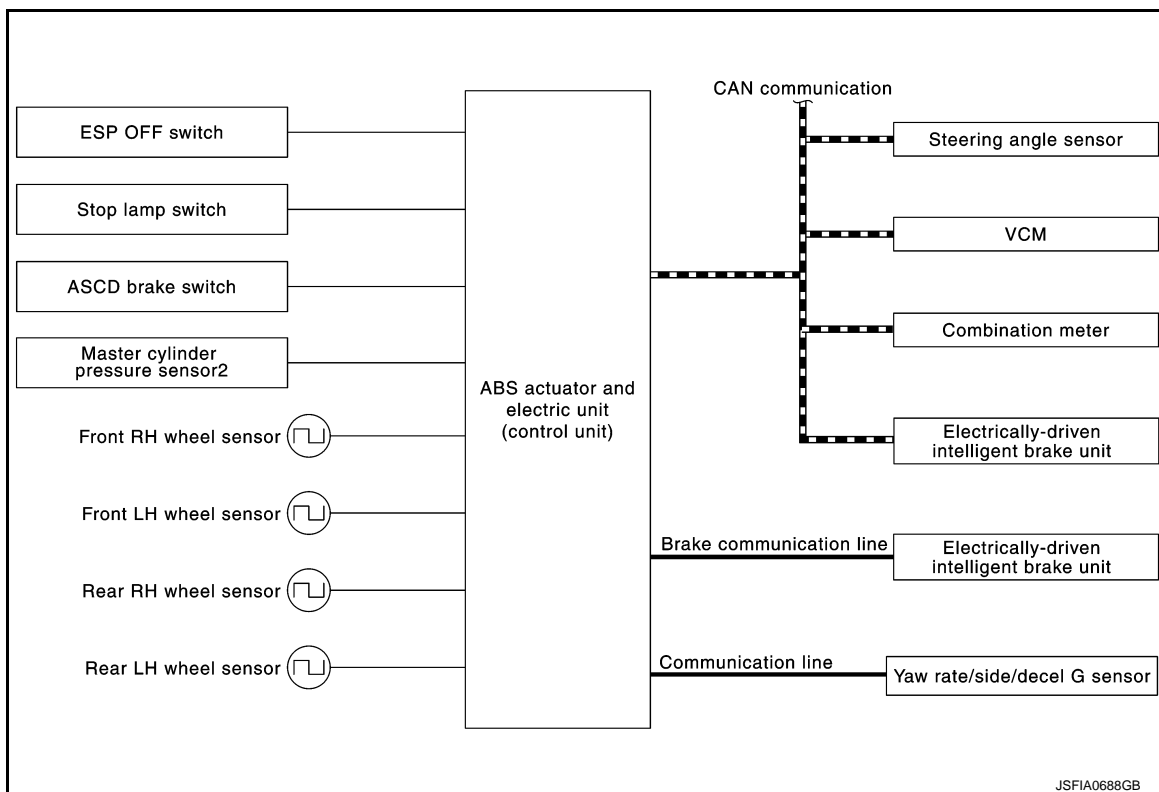 CAN communication
ESP OFF switch
Stop lamp switch
ASCD brake switch
Master cylinder
pressure sensor2
Front RH wheel sensor
Front LH wheel sensor
Rear RH wheel sensor
Rear LH wheel sensor
ABS actuator and
electric unit
(control unit)
Steering angle sensor
VCM
Combination meter
Electrically-driven
intelligent brake unit
Brake communication line
Electrically-driven
intelligent brake unit
Communication line
Yaw rate/side/decel G sensor
JSFIA0688GB